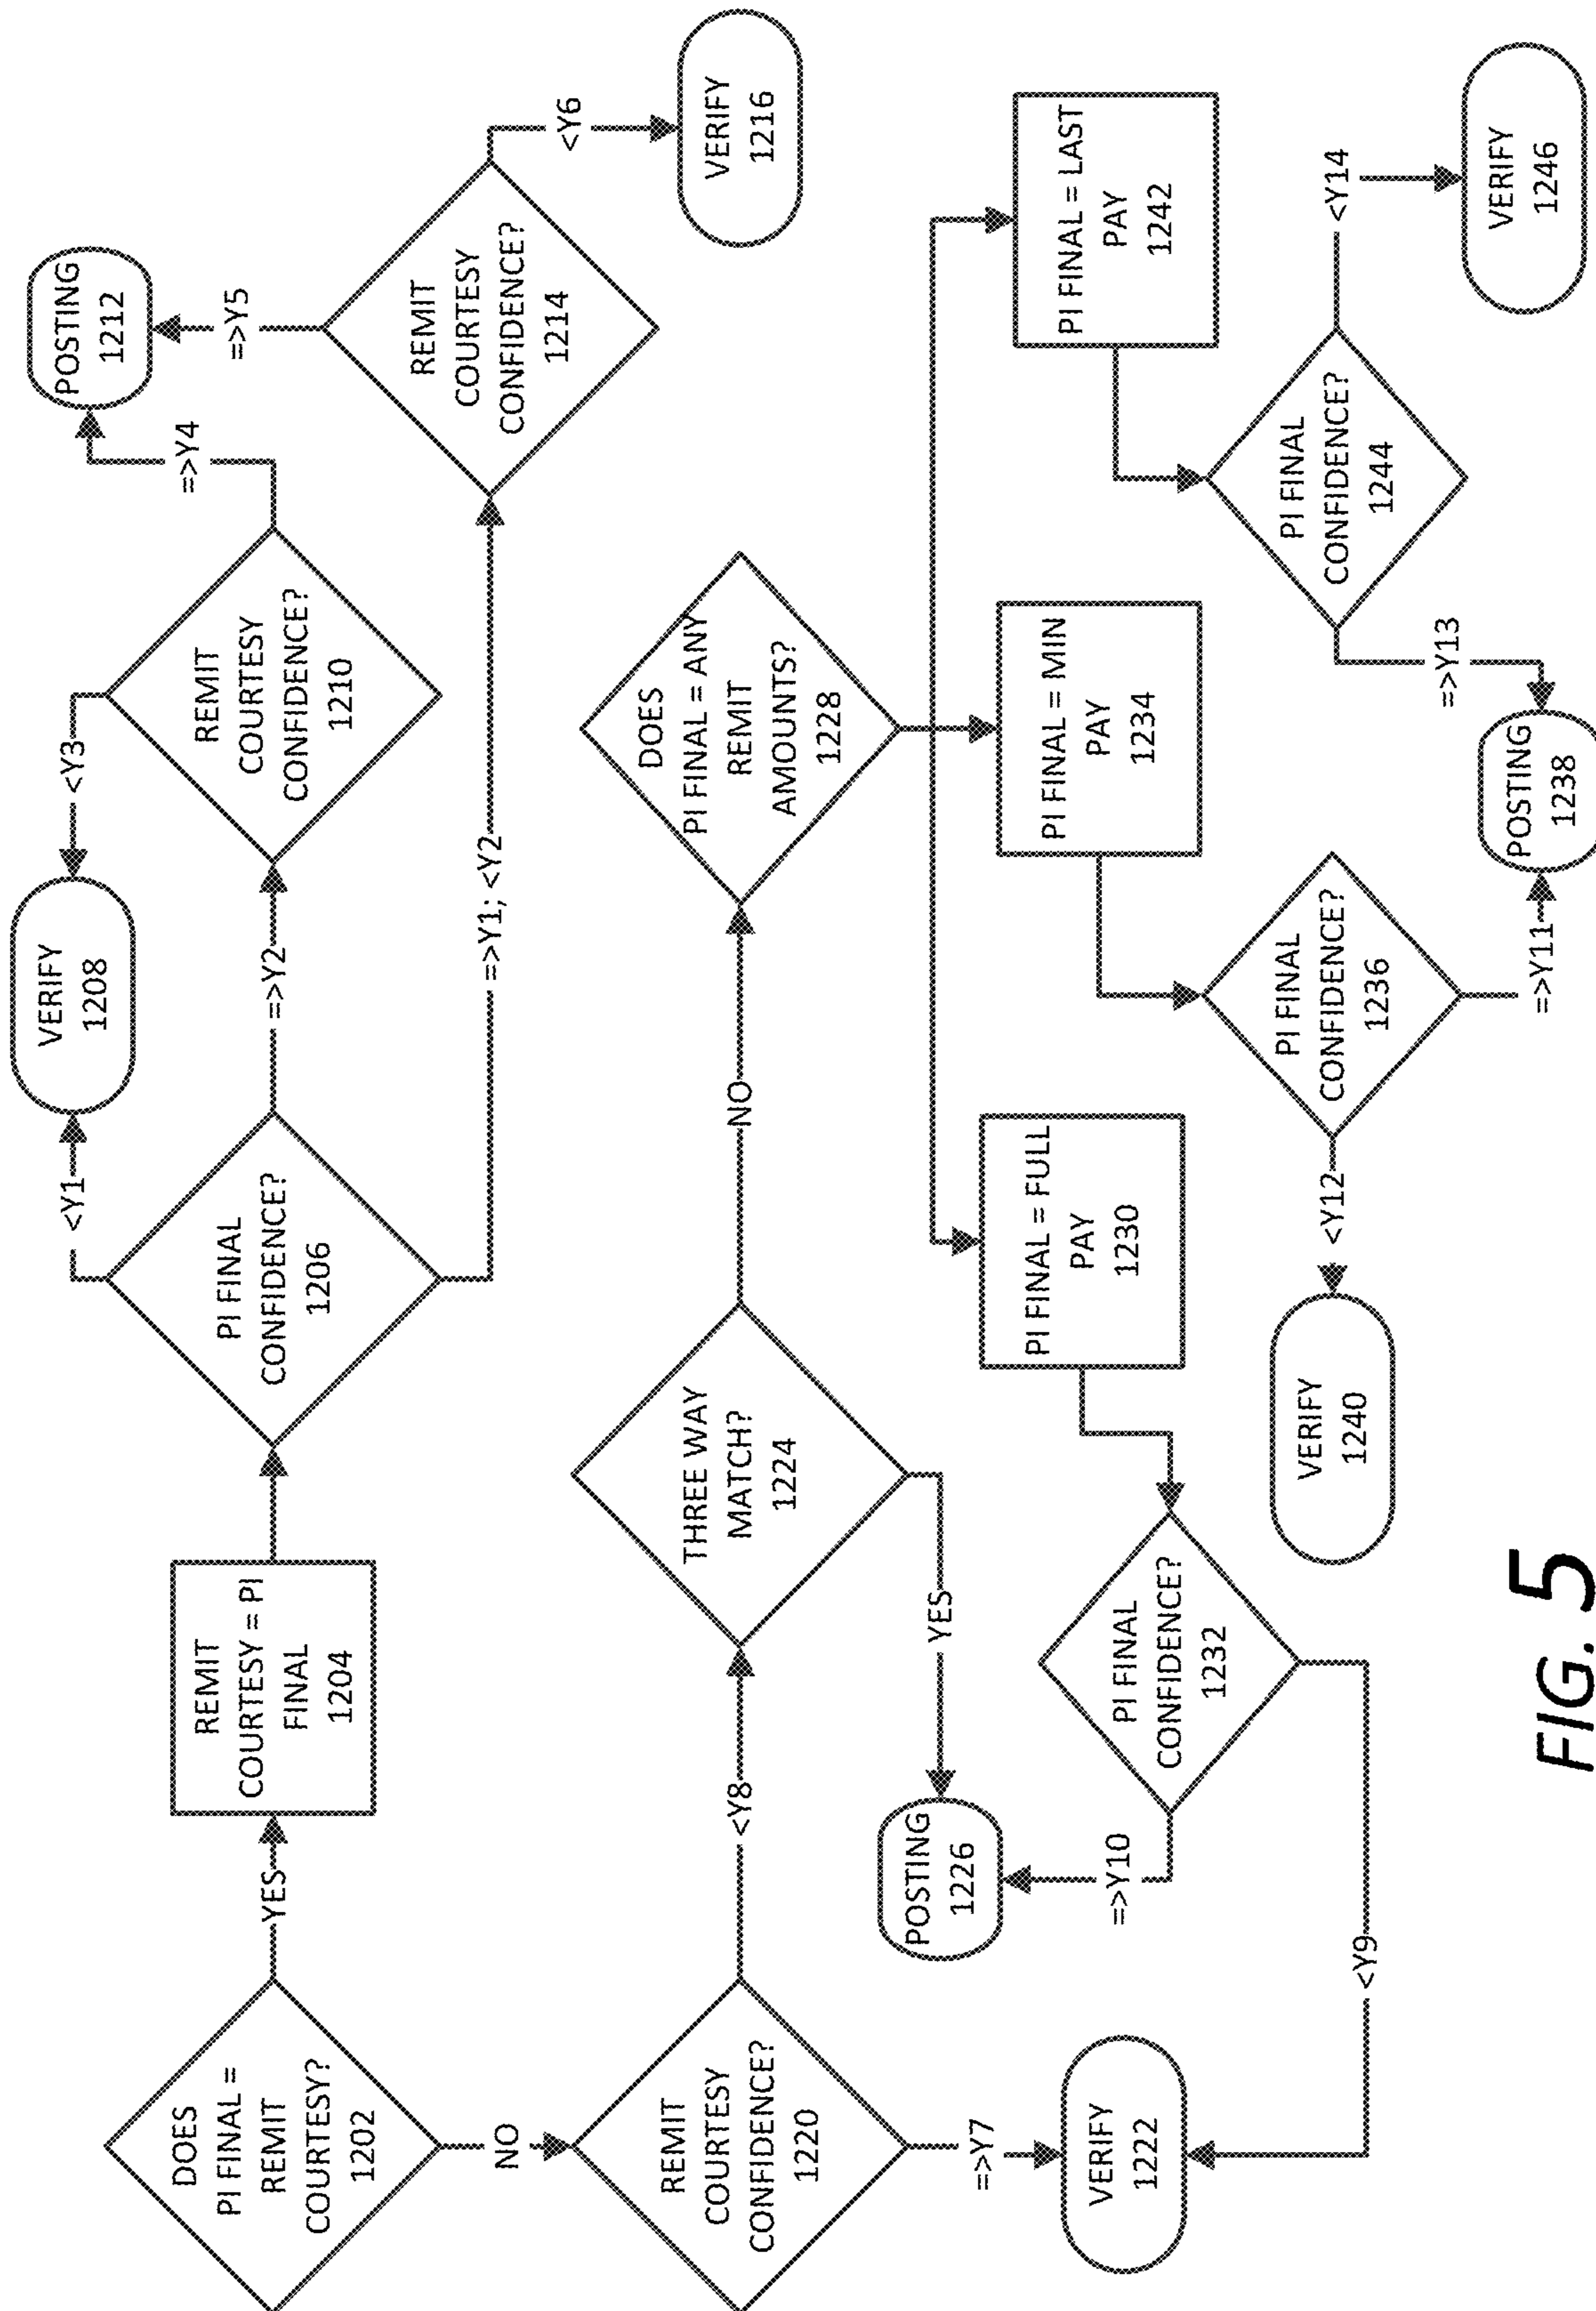 DOES
PI FINAL =
REMIT
COURTESY?
1202
YES
REMIT
COURTESY = PI
FINAL
1204
PI FINAL
CONFIDENCE?
1206
<Y1
VERIFY
1208
<Y3
=>Y2
REMIT
COURTESY
CONFIDENCE?
1210
=>Y4
POSTING
1212
=>Y5
=>Y1; <Y2
REMIT
COURTESY
CONFIDENCE?
1214
<Y6
VERIFY
1216
NO
REMIT
COURTESY
CONFIDENCE?
1220
=>Y7
VERIFY
1222
<Y8
THREE WAY
MATCH?
1224
YES
POSTING
1226
NO
DOES
PI FINAL = ANY
REMIT
AMOUNTS?
1228
PI FINAL = FULL
PAY
1230
PI FINAL
CONFIDENCE?
1232
=>Y10
<Y9
PI FINAL = MIN
PAY
1234
PI FINAL
CONFIDENCE?
1236
<Y12
VERIFY
1240
=>Y11
POSTING
1238
PI FINAL = LAST
PAY
1242
PI FINAL
CONFIDENCE?
1244
=>Y13
<Y14
VERIFY
1246
FIG. 5